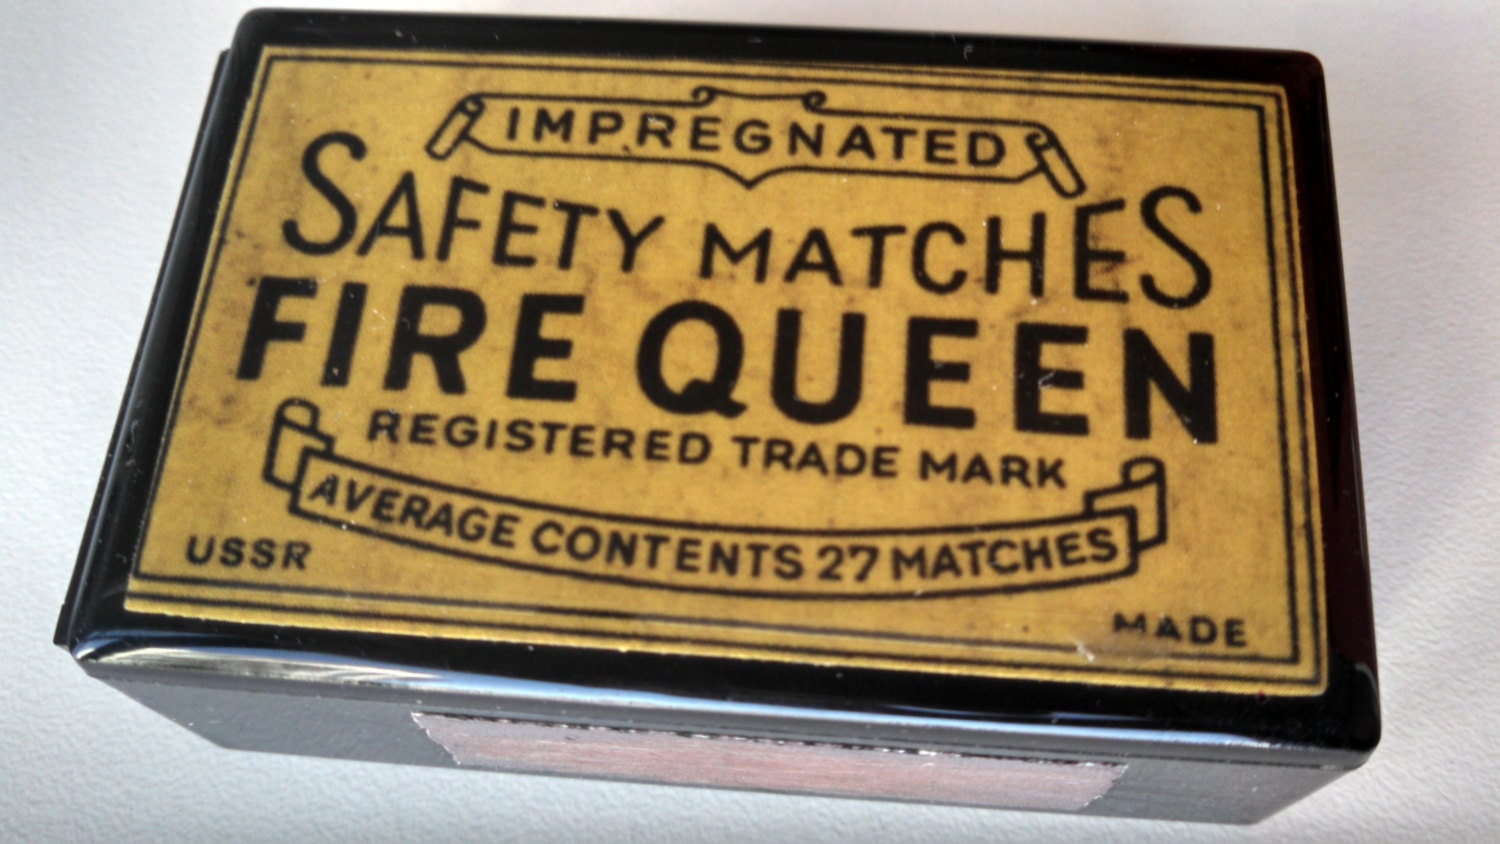 IMPREGNATED
SAFETY MATCHES
FIRE QUEEN
REGISTERED TRADE MARK
AVERAGE CONTENTS 27 MATCHES
USSR
MADE